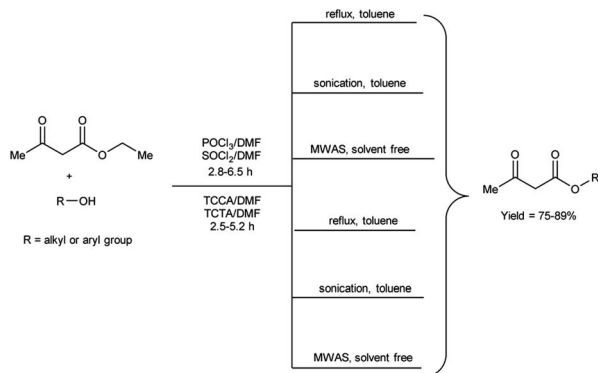 reflux, toluene
sonication, toluene
MWAS, solvent free
reflux, toluene
sonication, toluene
MWAS, solvent free
O
O
Me
O
Me
+
R—OH
R = alkyl or aryl group
POCl3/DMF
SOCl2/DMF
2.8-6.5 h
TCCA/DMF
TCTA/DMF
2.5-5.2 h
O
O
Me
O
R
Yield = 75-89%